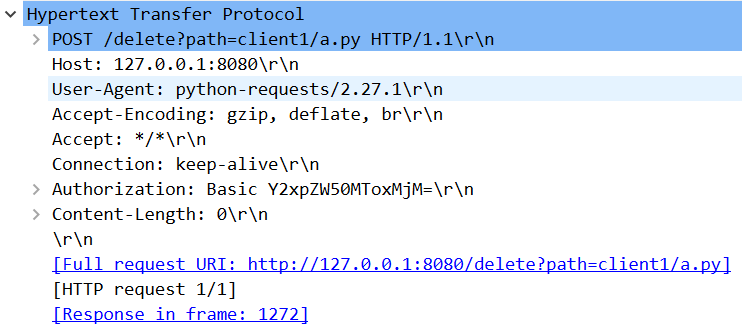 Hypertext Transfer Protocol
POST /delete?path=client1/a.py HTTP/1.1\r\n
Host: 127.0.0.1:8080\r\n
User-Agent: python-requests/2.27.1\r\n
Accept-Encoding: gzip, deflate, br\r\n
Accept: */*\r\n
Connection: keep-alive\r\n
Authorization: Basic Y2xpZW50MToxMjM=\r\n
Content-Length: 0\r\n
\r\n
[Full request URI: http://127.0.0.1:8080/delete?path=client1/a.py]
[HTTP request 1/1]
[Response in frame: 1272]